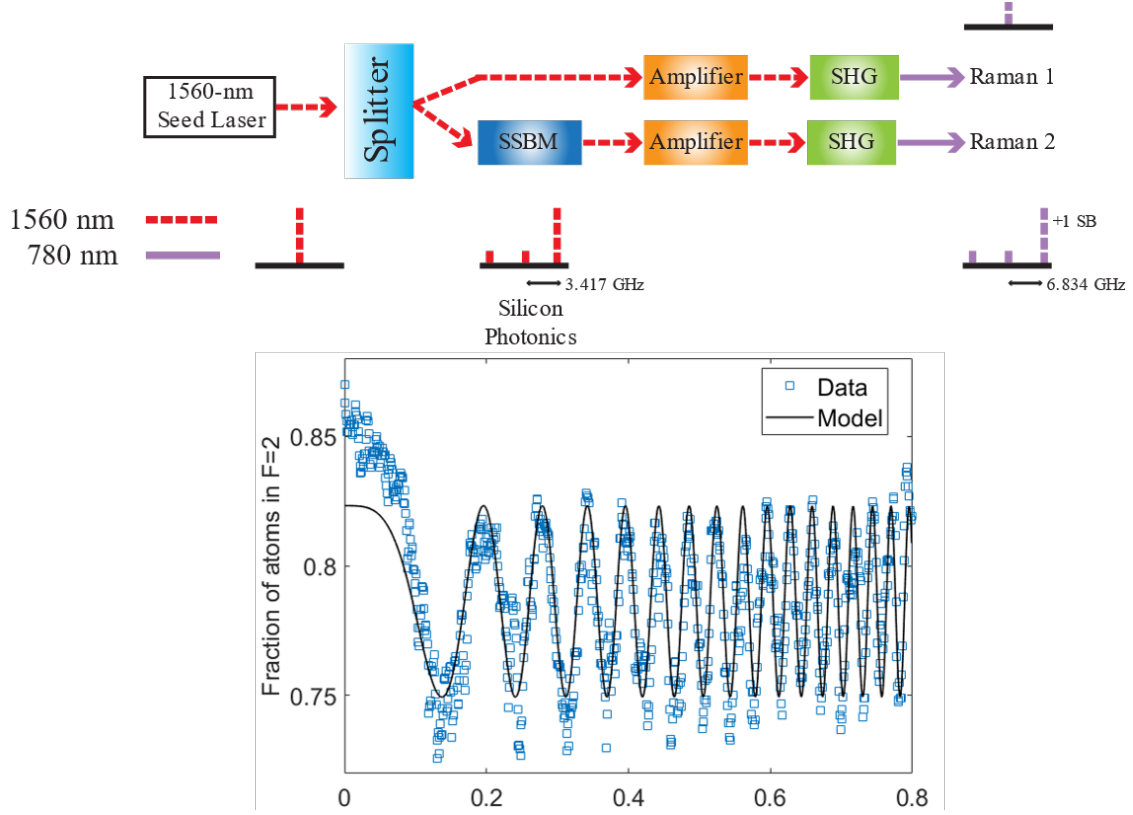 1560-nm
Seed Laser
Splitter
Amplifier
SHG
Raman 1
SSBM
Amplifier
SHG
Raman 2
1560 nm
780 nm
3.417 GHz
Silicon
Photonics
+1 SB
6.834 GHz
Fraction of atoms in F=2
0.85
0.8
0.75
Data
Model
0
0.2
0.4
0.6
0.8